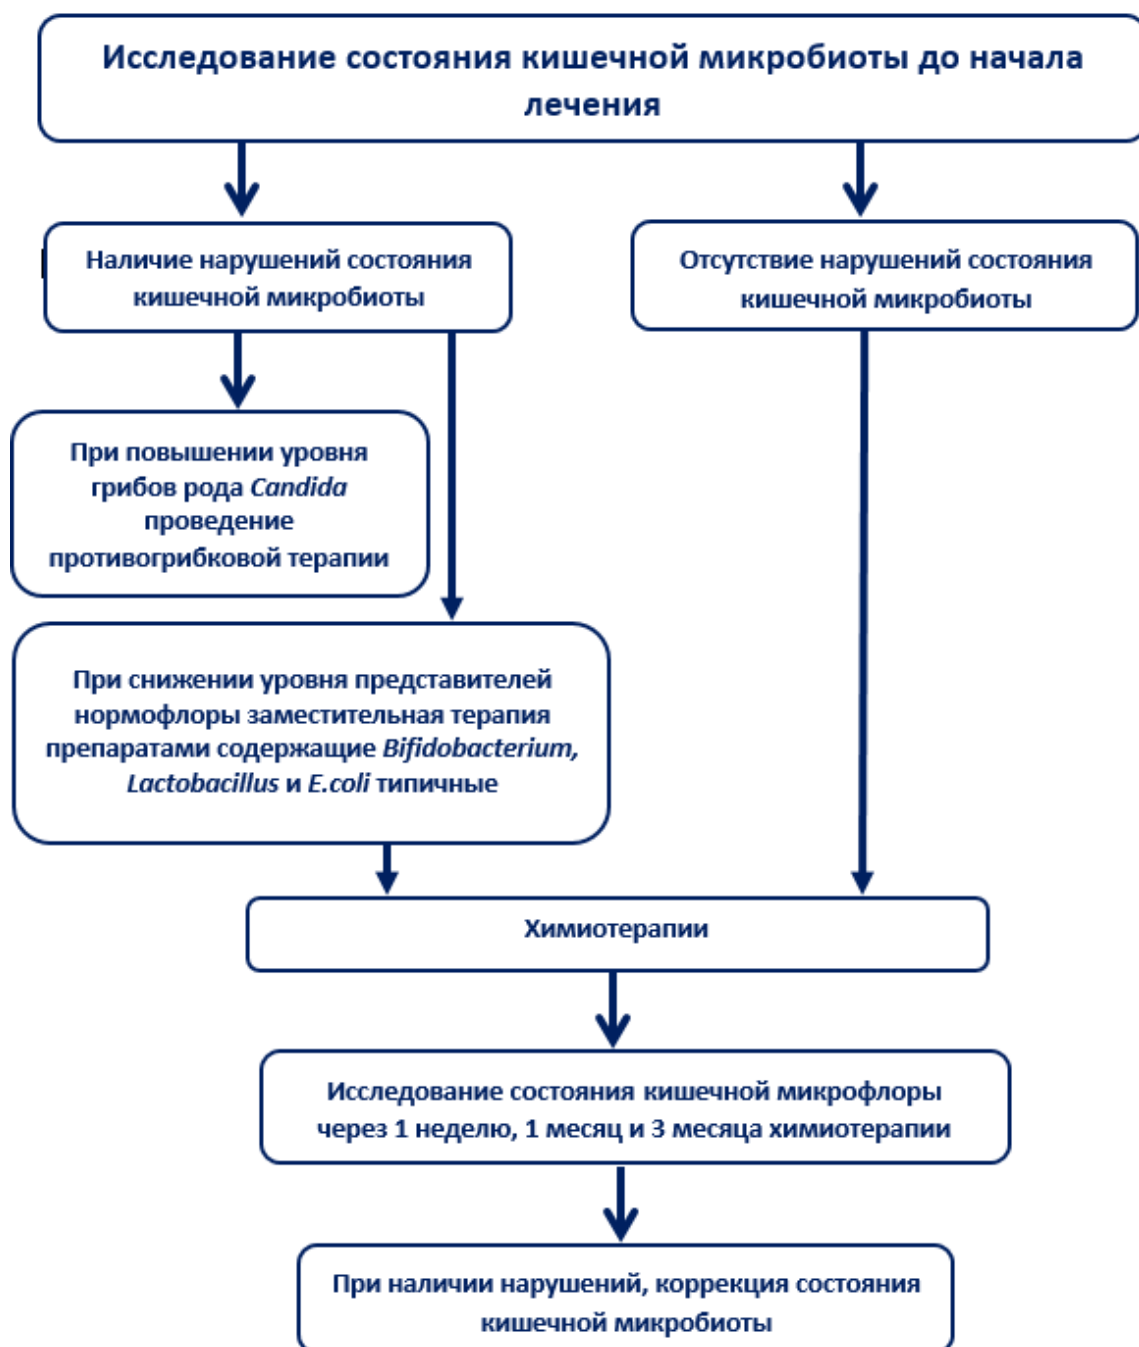 Исследование состояния кишечной микробиоты до начала
лечения
Наличие нарушений состояния
кишечной микробиоты
Отсутствие нарушений состояния
кишечной микробиоты
При повышении уровня
грибов рода Candida
проведение
противогрибковой терапии
При снижении уровня представителей
нормофлоры заместительная терапия
препаратами содержащие Bifidobacterium,
Lactobacillus и E.coli типичные
Химиотерапии
Исследование состояния кишечной микрофлоры
через 1 неделю, 1 месяц и 3 месяца химиотерапии
При наличии нарушений, коррекция состояния
кишечной микробиоты